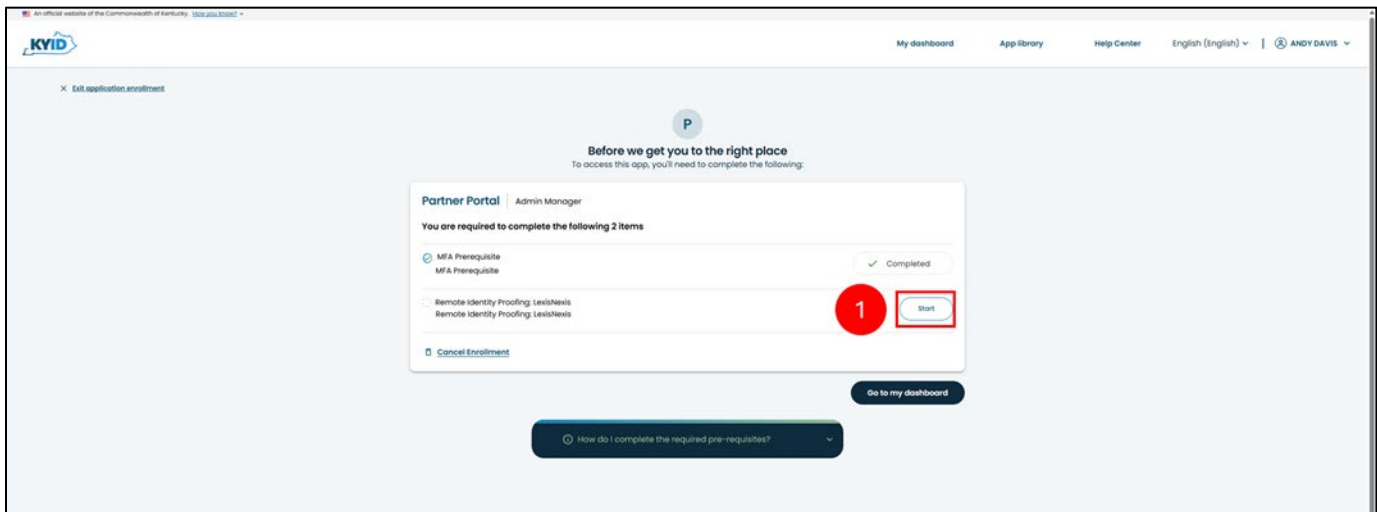 An official website of the Commonwealth of Kentucky. How you know?
KYID
My dashboard App library Help Center English (English) | ANDY DAVIS
Exit application enrollment
P
Before we get you to the right place
To access this app, you'll need to complete the following:
Partner Portal | Admin Manager
You are required to complete the following 2 items
MFA Prerequisite
MFA Prerequisite
Completed
Remote Identity Proofing: LexisNexis
Remote Identity Proofing: LexisNexis
1
Start
Cancel Enrollment
Go to my dashboard
How do I complete the required pre-requisites?